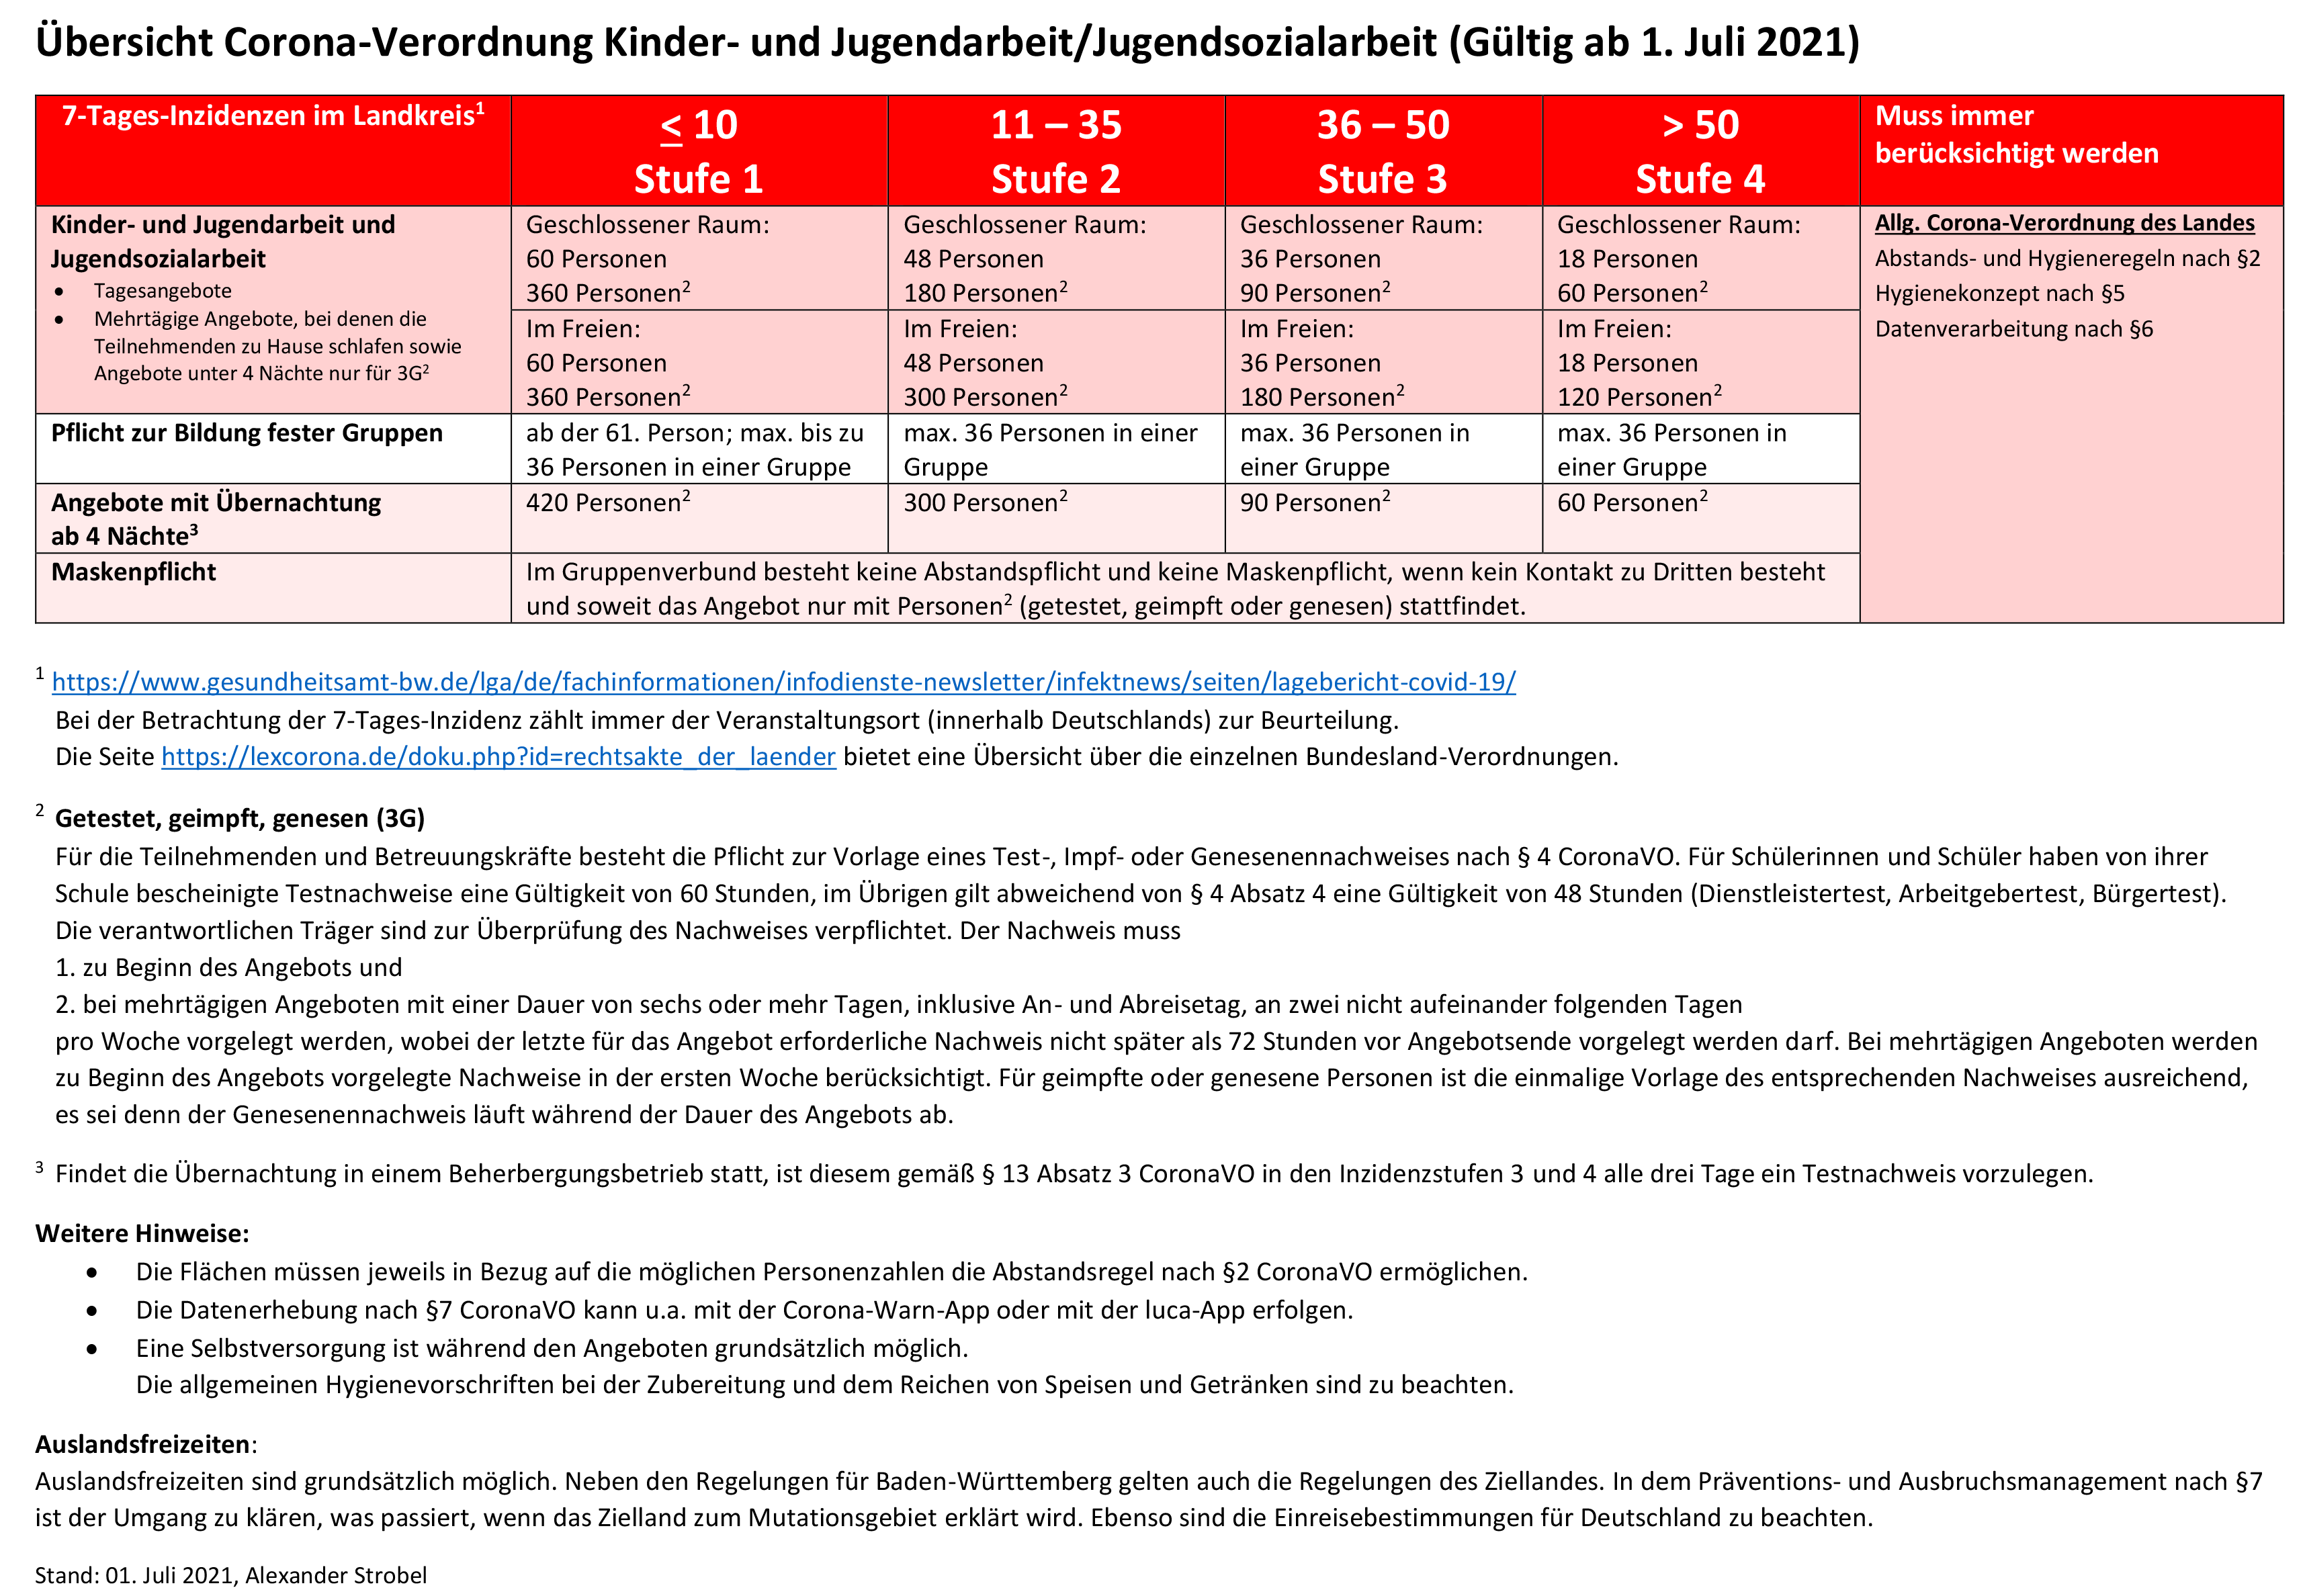 Übersicht Corona-Verordnung Kinder- und Jugendarbeit/Jugendsozialarbeit (Gültig ab 1. Juli 2021)
7-Tages-Inzidenzen im Landkreis¹
≤ 10
Stufe 1
11 – 35
Stufe 2
36 – 50
Stufe 3
> 50
Stufe 4
Muss immer
berücksichtigt werden
Kinder- und Jugendarbeit und
Jugendsozialarbeit
• Tagesangebote
• Mehrtägige Angebote, bei denen die
Teilnehmenden zu Hause schlafen sowie
Angebote unter 4 Nächte nur für 3G²
Geschlossener Raum:
60 Personen
360 Personen²
Geschlossener Raum:
48 Personen
180 Personen²
Geschlossener Raum:
36 Personen
90 Personen²
Geschlossener Raum:
18 Personen
60 Personen²
Allg. Corona-Verordnung des Landes
Abstands- und Hygieneregeln nach §2
Hygienekonzept nach §5
Datenverarbeitung nach §6
Im Freien:
60 Personen
360 Personen²
Im Freien:
48 Personen
300 Personen²
Im Freien:
36 Personen
180 Personen²
Im Freien:
18 Personen
120 Personen²
Pflicht zur Bildung fester Gruppen
ab der 61. Person; max. bis zu
36 Personen in einer Gruppe
max. 36 Personen in einer
Gruppe
max. 36 Personen in
einer Gruppe
max. 36 Personen in
einer Gruppe
Angebote mit Übernachtung
ab 4 Nächte³
420 Personen²
300 Personen²
90 Personen²
60 Personen²
Maskenpflicht
Im Gruppenverbund besteht keine Abstandspflicht und keine Maskenpflicht, wenn kein Kontakt zu Dritten besteht
und soweit das Angebot nur mit Personen² (getestet, geimpft oder genesen) stattfindet.
¹ https://www.gesundheitsamt-bw.de/lga/de/fachinformationen/infodienste-newsletter/infektnews/seiten/lagebericht-covid-19/
Bei der Betrachtung der 7-Tages-Inzidenz zählt immer der Veranstaltungsort (innerhalb Deutschlands) zur Beurteilung.
Die Seite https://lexcorona.de/doku.php?id=rechtsakte_der_laender bietet eine Übersicht über die einzelnen Bundesland-Verordnungen.
² Getestet, geimpft, genesen (3G)
Für die Teilnehmenden und Betreuungskräfte besteht die Pflicht zur Vorlage eines Test-, Impf- oder Genesenennachweises nach § 4 CoronaVO. Für Schülerinnen und Schüler haben von ihrer
Schule bescheinigte Testnachweise eine Gültigkeit von 60 Stunden, im Übrigen gilt abweichend von § 4 Absatz 4 eine Gültigkeit von 48 Stunden (Dienstleistertest, Arbeitgebertest, Bürgertest).
Die verantwortlichen Träger sind zur Überprüfung des Nachweises verpflichtet. Der Nachweis muss
1. zu Beginn des Angebots und
2. bei mehrtägigen Angeboten mit einer Dauer von sechs oder mehr Tagen, inklusive An- und Abreisetag, an zwei nicht aufeinander folgenden Tagen
pro Woche vorgelegt werden, wobei der letzte für das Angebot erforderliche Nachweis nicht später als 72 Stunden vor Angebotsende vorgelegt werden darf. Bei mehrtägigen Angeboten werden
zu Beginn des Angebots vorgelegte Nachweise in der ersten Woche berücksichtigt. Für geimpfte oder genesene Personen ist die einmalige Vorlage des entsprechenden Nachweises ausreichend,
es sei denn der Genesenennachweis läuft während der Dauer des Angebots ab.
³ Findet die Übernachtung in einem Beherbergungsbetrieb statt, ist diesem gemäß § 13 Absatz 3 CoronaVO in den Inzidenzstufen 3 und 4 alle drei Tage ein Testnachweis vorzulegen.
Weitere Hinweise:
• Die Flächen müssen jeweils in Bezug auf die möglichen Personenzahlen die Abstandsregel nach §2 CoronaVO ermöglichen.
• Die Datenerhebung nach §7 CoronaVO kann u.a. mit der Corona-Warn-App oder mit der luca-App erfolgen.
• Eine Selbstversorgung ist während den Angeboten grundsätzlich möglich.
Die allgemeinen Hygienevorschriften bei der Zubereitung und dem Reichen von Speisen und Getränken sind zu beachten.
Auslandsfreizeiten:
Auslandsfreizeiten sind grundsätzlich möglich. Neben den Regelungen für Baden-Württemberg gelten auch die Regelungen des Ziellandes. In dem Präventions- und Ausbruchsmanagement nach §7
ist der Umgang zu klären, was passiert, wenn das Zielland zum Mutationsgebiet erklärt wird. Ebenso sind die Einreisebestimmungen für Deutschland zu beachten.
Stand: 01. Juli 2021, Alexander Strobel